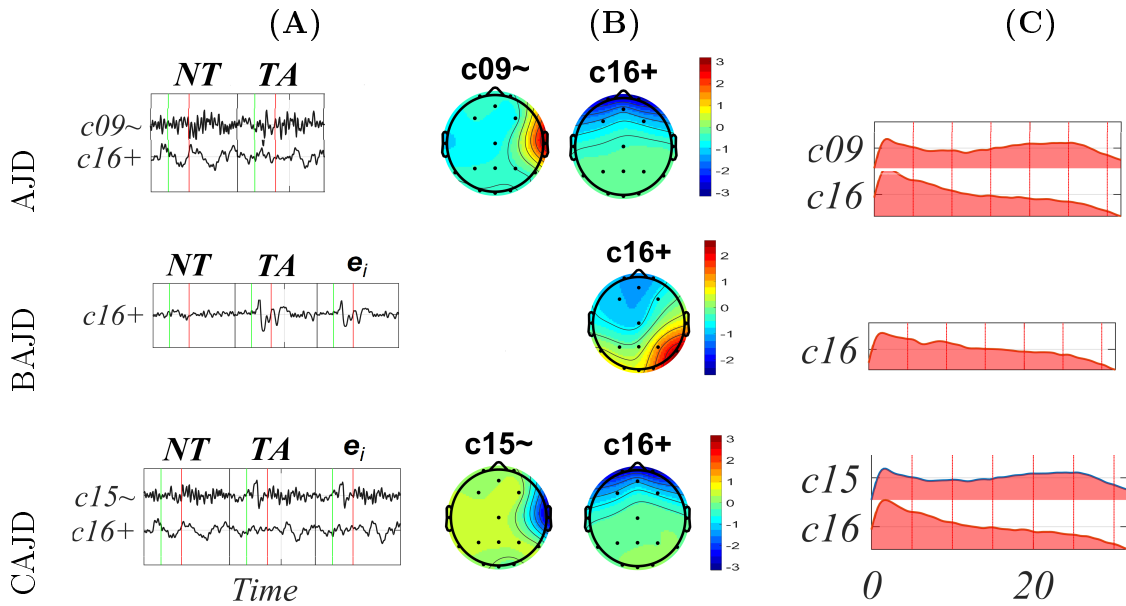 (A) (B) (C)
AJD
NT TA
c09~
c16+
c09~ c16+
3
2
1
0
-1
-2
-3
c09
c16
BAJD
NT TA ei
c16+
c16+
2
1
0
-1
-2
c16
CAJD
NT TA ei
c15~
c16+
Time
c15~ c16+
3
2
1
0
-1
-2
-3
c15
c16
0 20